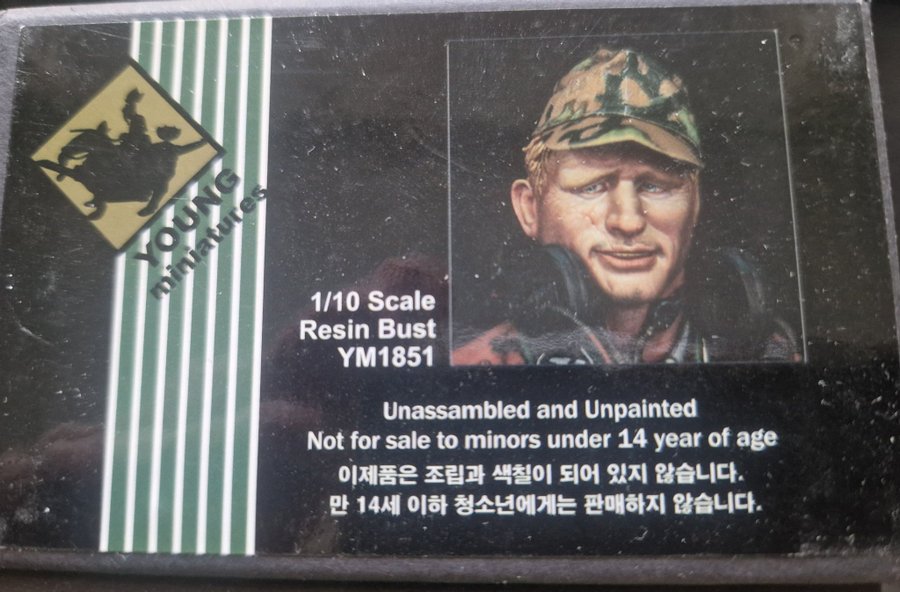 YOUNG
miniatures
1/10 Scale
Resin Bust
YM1851
Unassambled and Unpainted
Not for sale to minors under 14 year of age
이제품은 조립과 색칠이 되어 있지 않습니다.
만 14세 이하 청소년에게는 판매하지 않습니다.